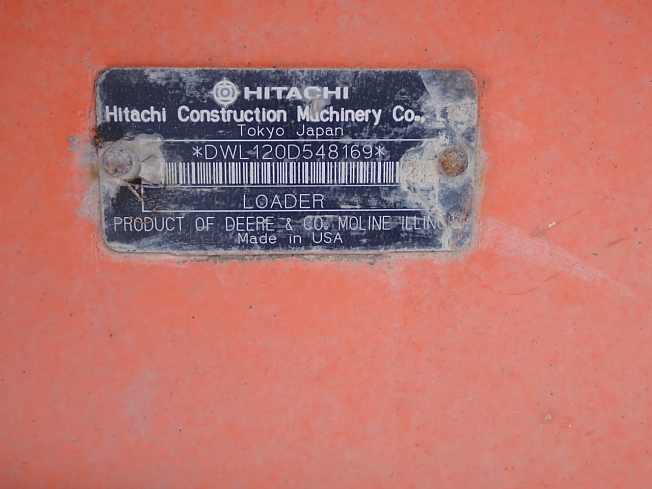 HITACHI
Hitachi Construction Machinery Co.,
Tokyo Japan
*DWL120D548169*
LOADER
PRODUCT OF DEERE & CO. MOLINE ILLINOIS
Made in USA